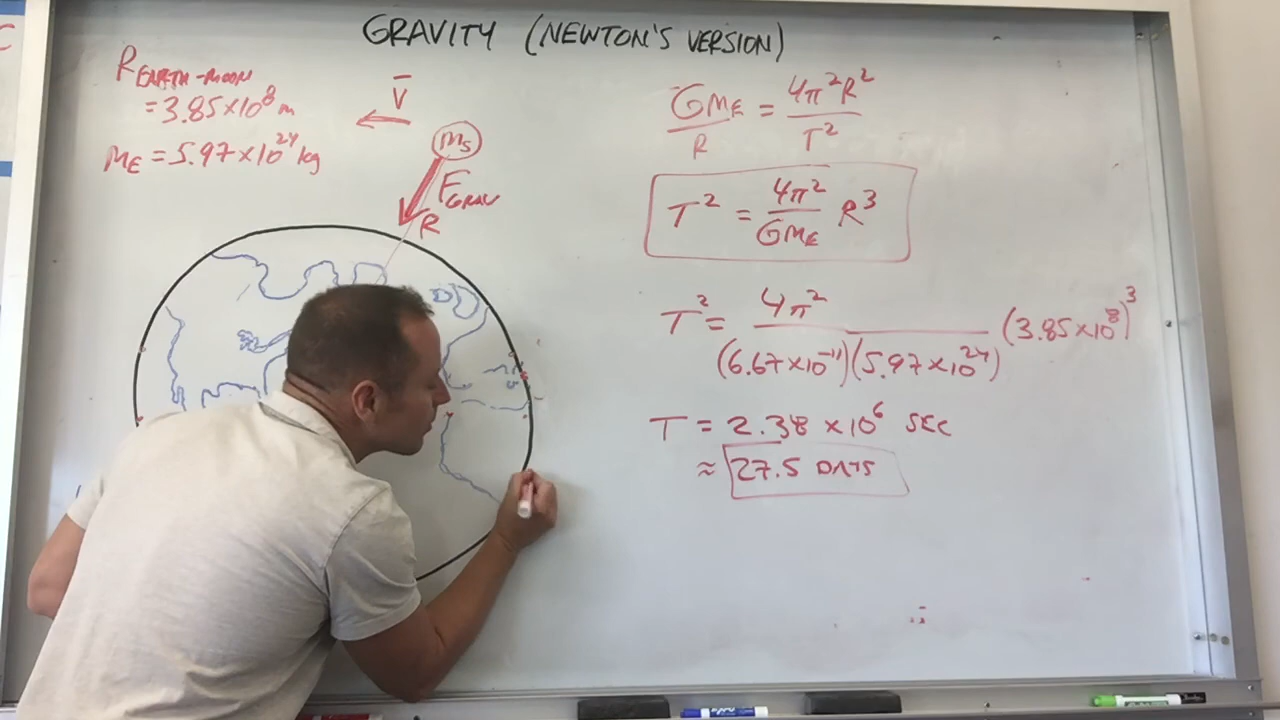 GRAVITY (NEWTON'S VERSION)
R EARTH-MOON
= 3.85×10⁸ m
M_E = 5.97×10²⁴ kg
V
m_s
F_GRAV
R
GM_E / R = 4π²R² / T²
T² = 4π² / GM_E R³
T² = 4π² / (6.67×10⁻¹¹)(5.97×10²⁴) (3.85×10⁸)³
T = 2.38 ×10⁶ SEC
≈ 27.5 DAYS
C
EXPO